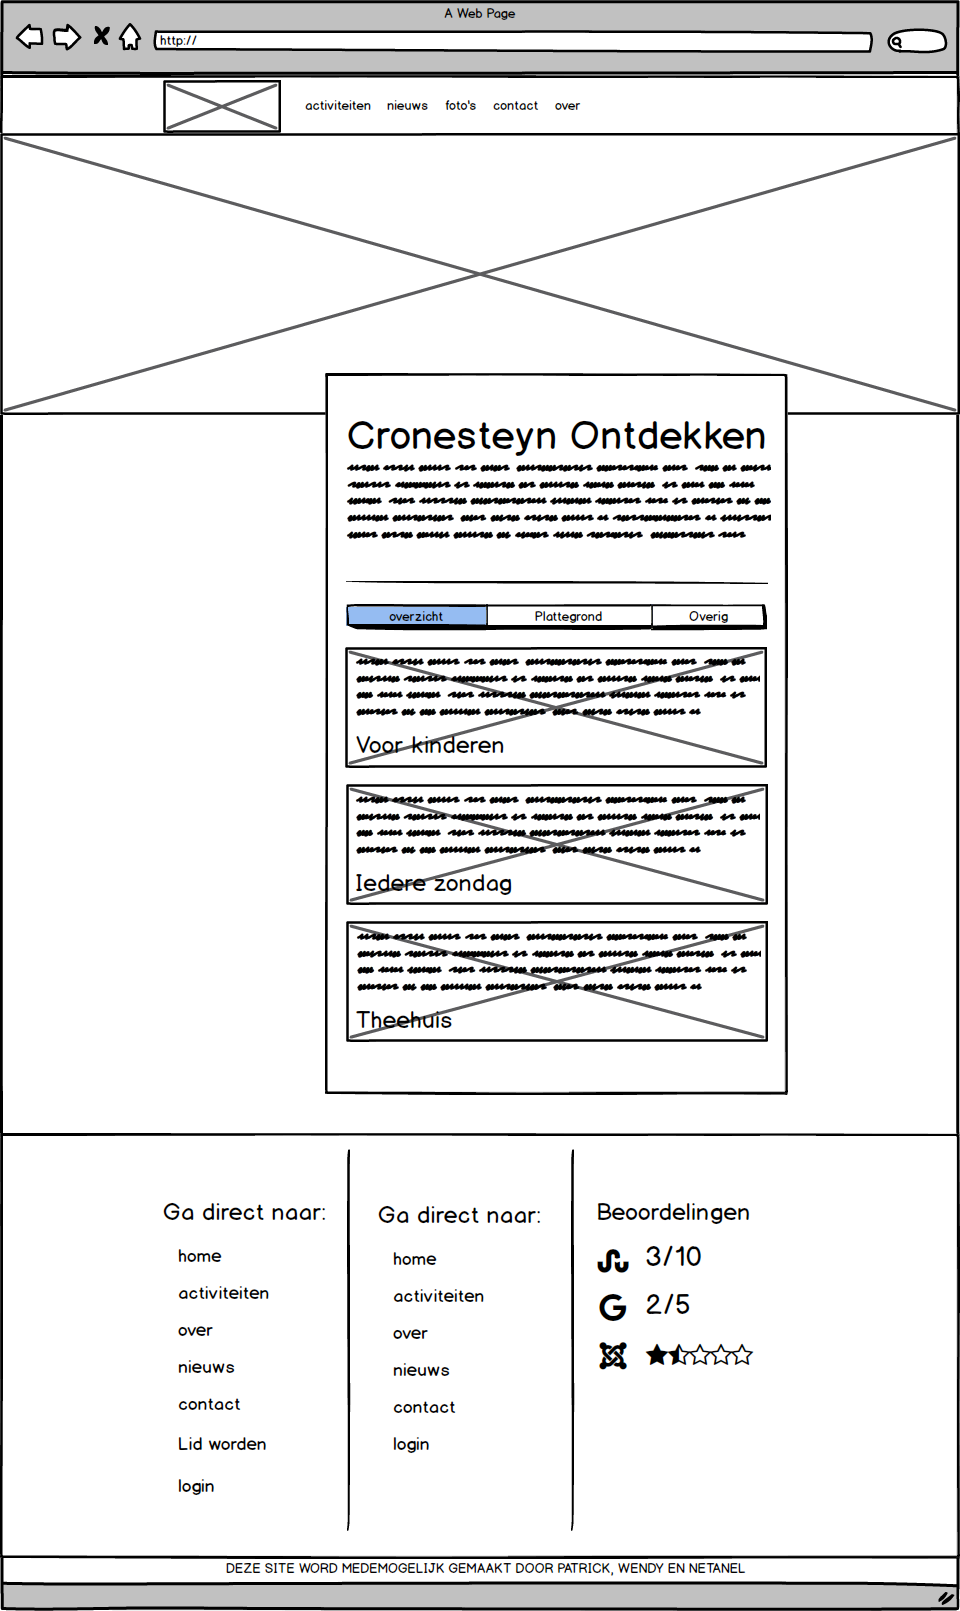 A Web Page
http://
activiteiten nieuws foto's contact over
Cronesteyn Ontdekken
overzicht Plattegrond Overig
Voor kinderen
Iedere zondag
Theehuis
Ga direct naar:
home
activiteiten
over
nieuws
contact
Lid worden
login
Ga direct naar:
home
activiteiten
over
nieuws
contact
login
Beoordelingen
3/10
G 2/5
DEZE SITE WORD MEDEMOGELIJK GEMAAKT DOOR PATRICK, WENDY EN NETANEL